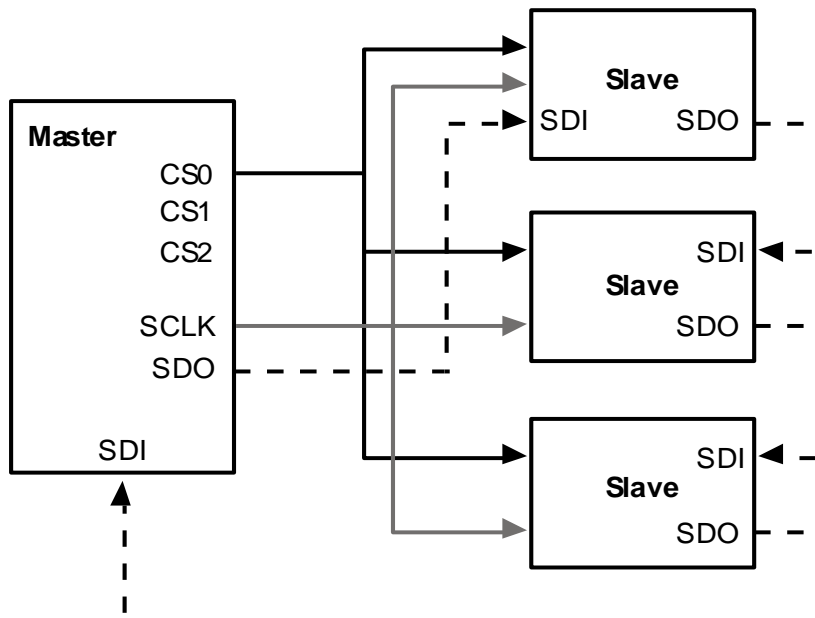 Master
CS0
CS1
CS2
SCLK
SDO
SDI
Slave
SDI SDO
SDI
Slave
SDO
SDI
Slave
SDO